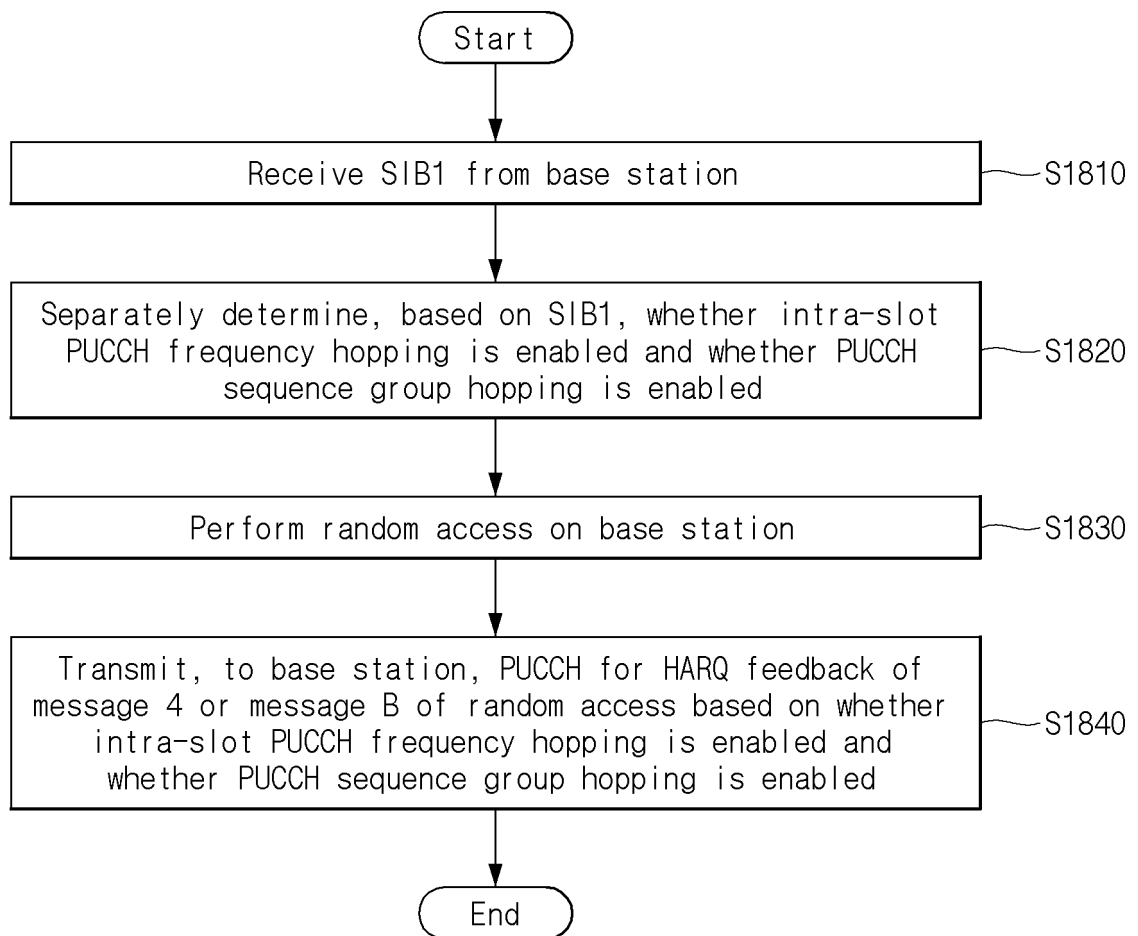 Start
Receive SIB1 from base station
S1810
Separately determine, based on SIB1, whether intra-slot
PUCCH frequency hopping is enabled and whether PUCCH
sequence group hopping is enabled
S1820
Perform random access on base station
S1830
Transmit, to base station, PUCCH for HARQ feedback of
message 4 or message B of random access based on whether
intra-slot PUCCH frequency hopping is enabled and
whether PUCCH sequence group hopping is enabled
S1840
End